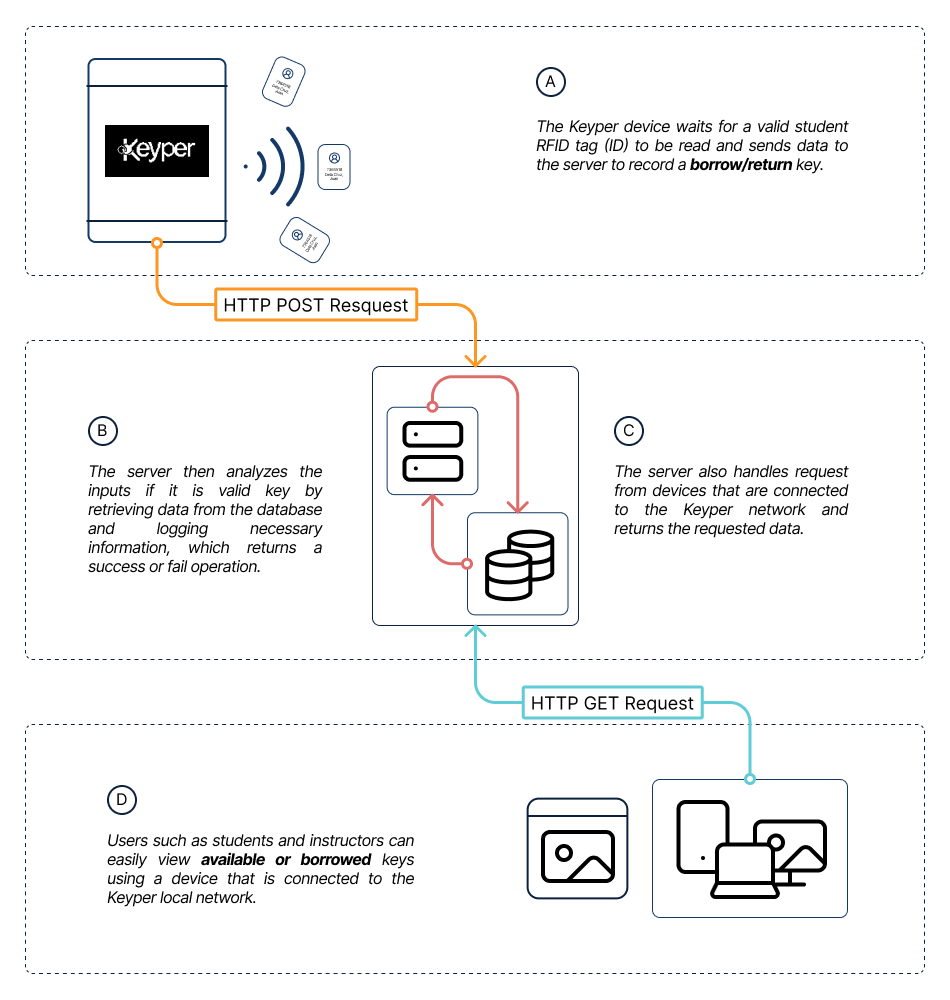 Keyper
A
The Keyper device waits for a valid student
RFID tag (ID) to be read and sends data to
the server to record a borrow/return key.
HTTP POST Resquest
B
The server then analyzes the
inputs if it is valid key by
retrieving data from the database
and logging necessary
information, which returns a
success or fail operation.
C
The server also handles request
from devices that are connected
to the Keyper network and
returns the requested data.
HTTP GET Request
D
Users such as students and instructors can
easily view available or borrowed keys
using a device that is connected to the
Keyper local network.